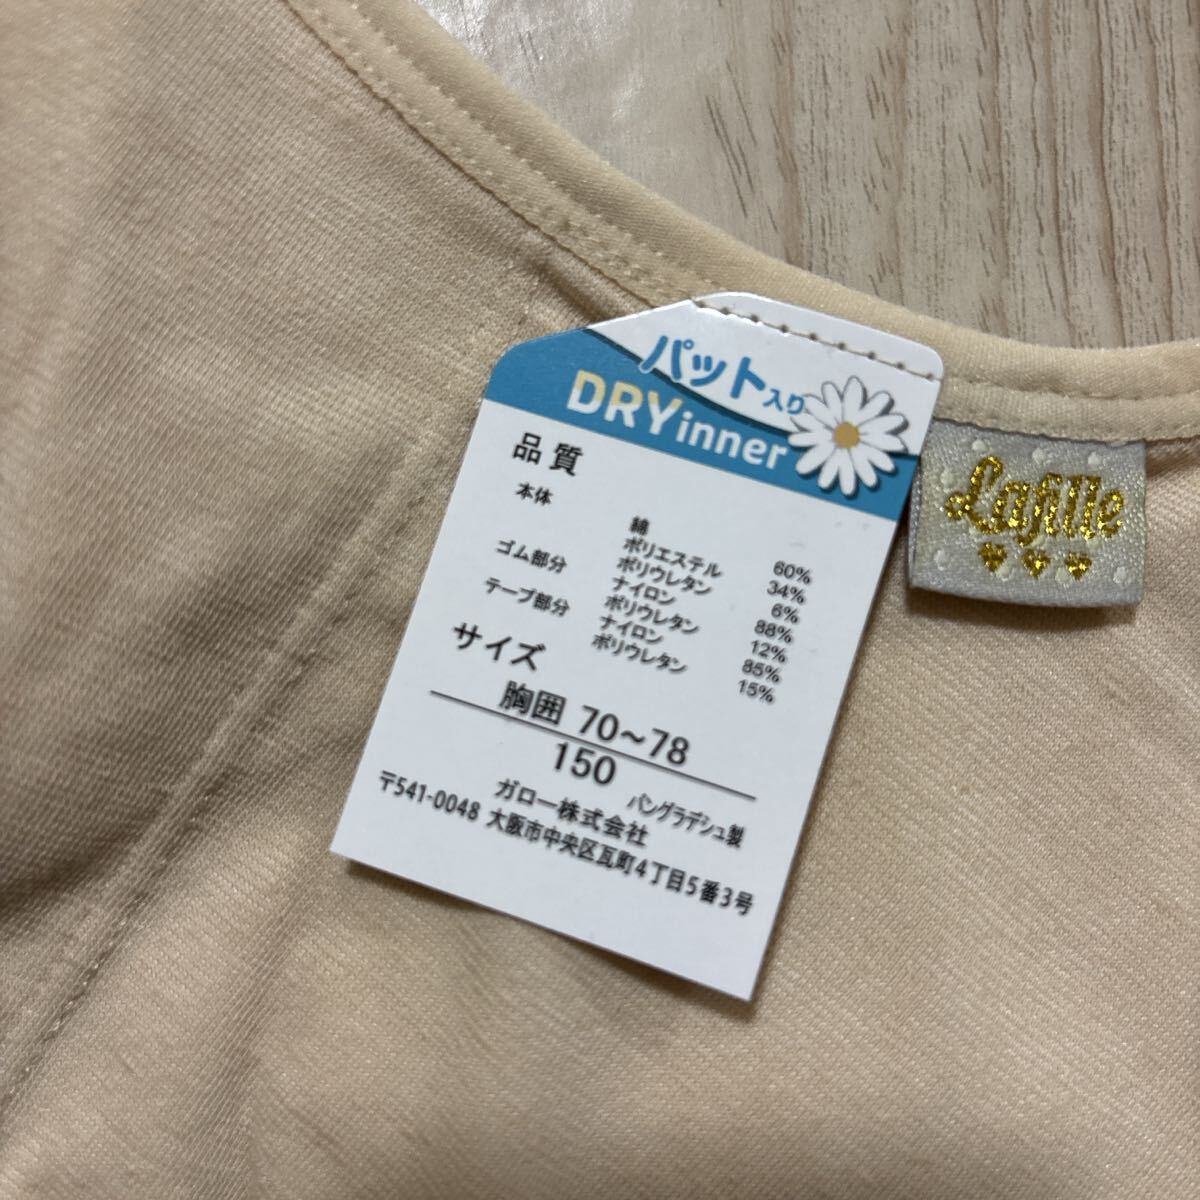 パット入り
DRYinner
品質
本体 綿 60%
ポリエステル 34%
ポリウレタン 6%
ゴム部分 ナイロン 88%
ポリウレタン 12%
テープ部分 ナイロン 85%
ポリウレタン 15%
サイズ
胸囲 70~78
150
バングラデシュ製
ガロー株式会社
〒541-0048 大阪市中央区瓦町4丁目5番3号
Lafille